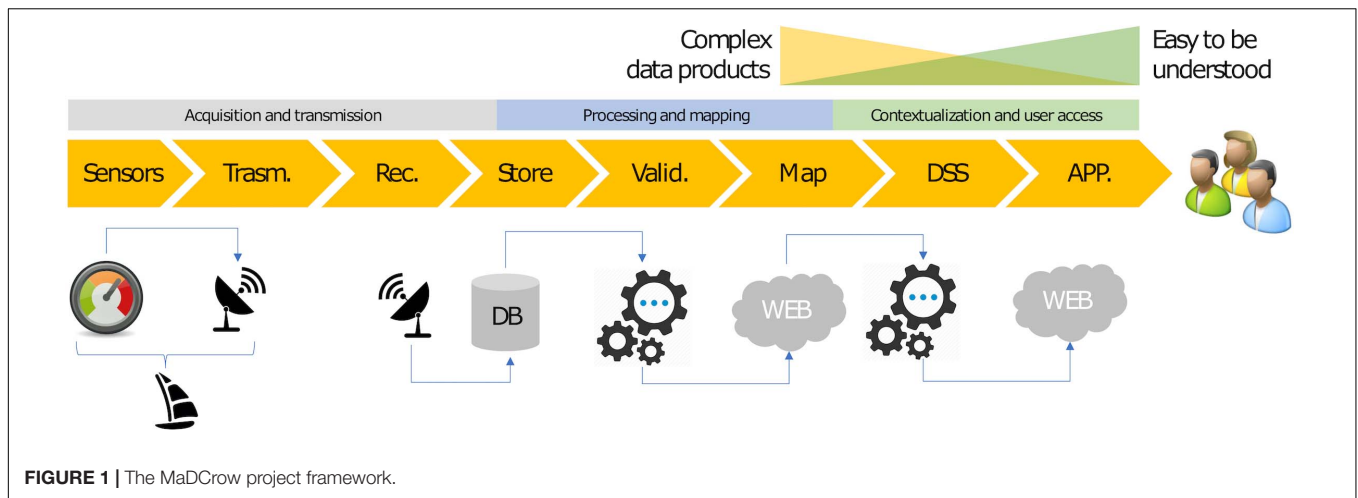 Complex
data products
Easy to be
understood
Acquisition and transmission
Processing and mapping
Contextualization and user access
Sensors
Trasm.
Rec.
Store
Valid.
Map
DSS
APP.
DB
WEB
WEB
FIGURE 1 | The MaDCrow project framework.